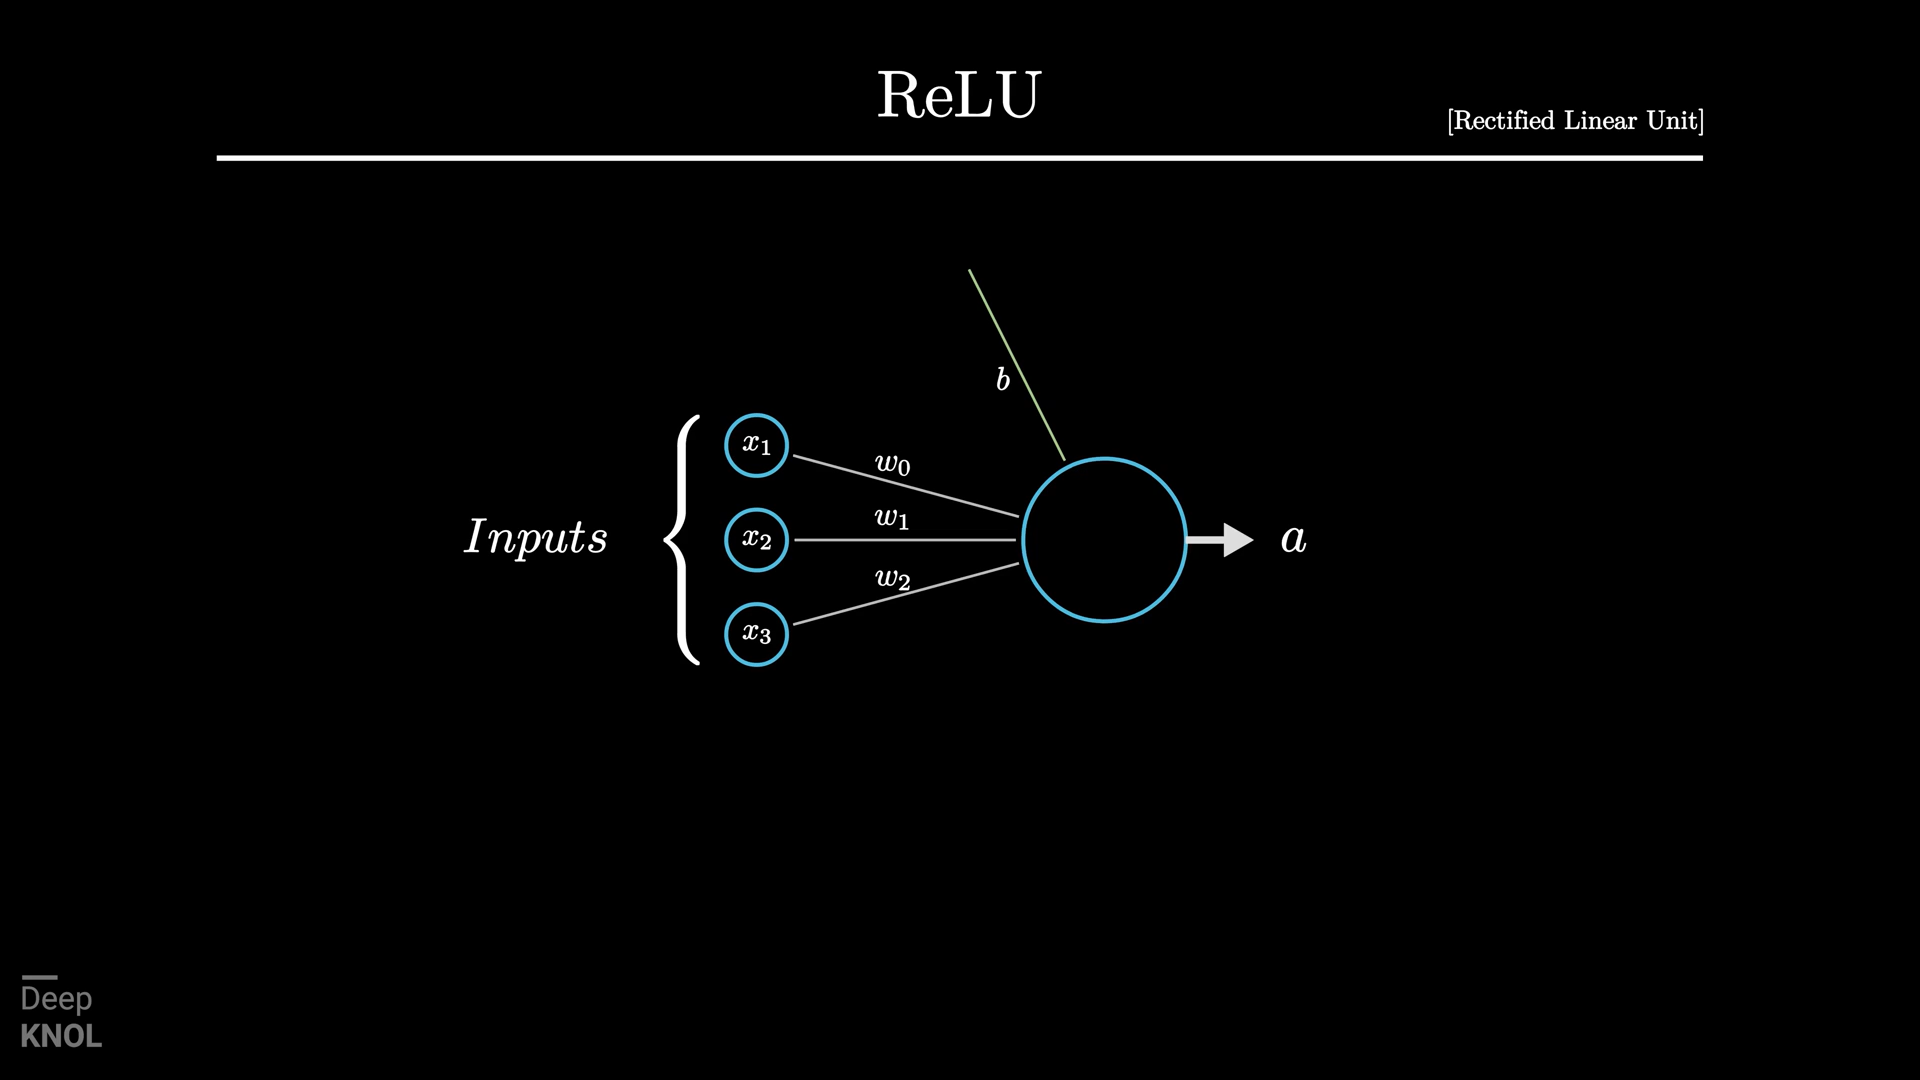 ReLU
[Rectified Linear Unit]
b
x₁
w₀
w₁
Inputs
x₂
a
w₂
x₃
Deep
KNOL